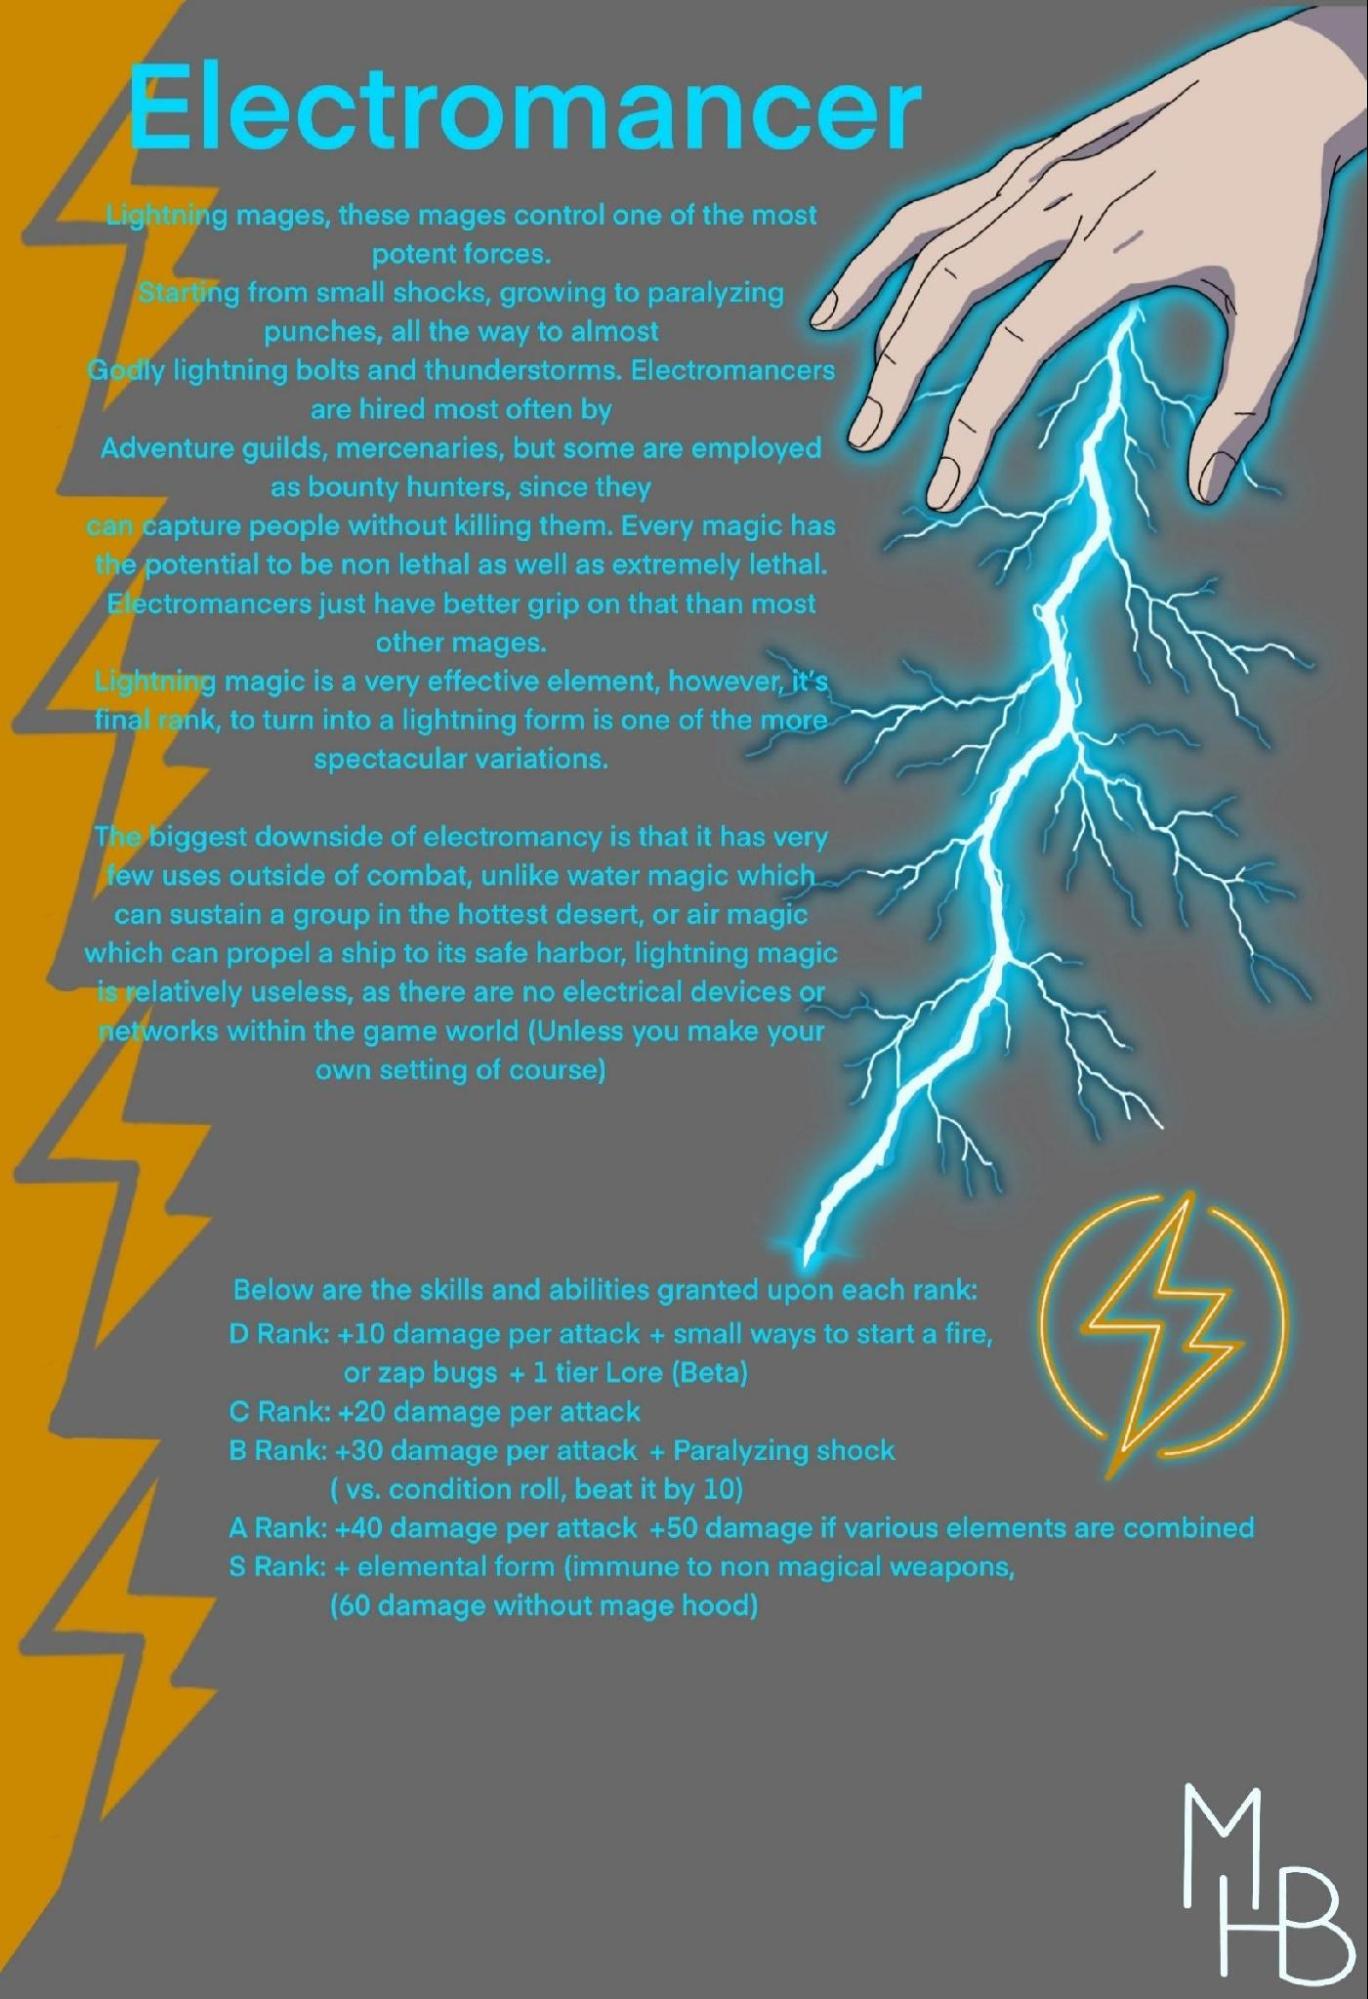 Electromancer
Lightning mages, these mages control one of the most
potent forces.
Starting from small shocks, growing to paralyzing
punches, all the way to almost
Godly lightning bolts and thunderstorms. Electromancers
are hired most often by
Adventure guilds, mercenaries, but some are employed
as bounty hunters, since they
can capture people without killing them. Every magic has
the potential to be non lethal as well as extremely lethal.
Electromancers just have better grip on that than most
other mages.
Lightning magic is a very effective element, however, it's
final rank, to turn into a lightning form is one of the more
spectacular variations.
The biggest downside of electromancy is that it has very
few uses outside of combat, unlike water magic which
can sustain a group in the hottest desert, or air magic
which can propel a ship to its safe harbor, lightning magic
is relatively useless, as there are no electrical devices or
networks within the game world (Unless you make your
own setting of course)
Below are the skills and abilities granted upon each rank:
D Rank: +10 damage per attack + small ways to start a fire,
or zap bugs + 1 tier Lore (Beta)
C Rank: +20 damage per attack
B Rank: +30 damage per attack + Paralyzing shock
( vs. condition roll, beat it by 10)
A Rank: +40 damage per attack +50 damage if various elements are combined
S Rank: + elemental form (immune to non magical weapons,
(60 damage without mage hood)
MHB